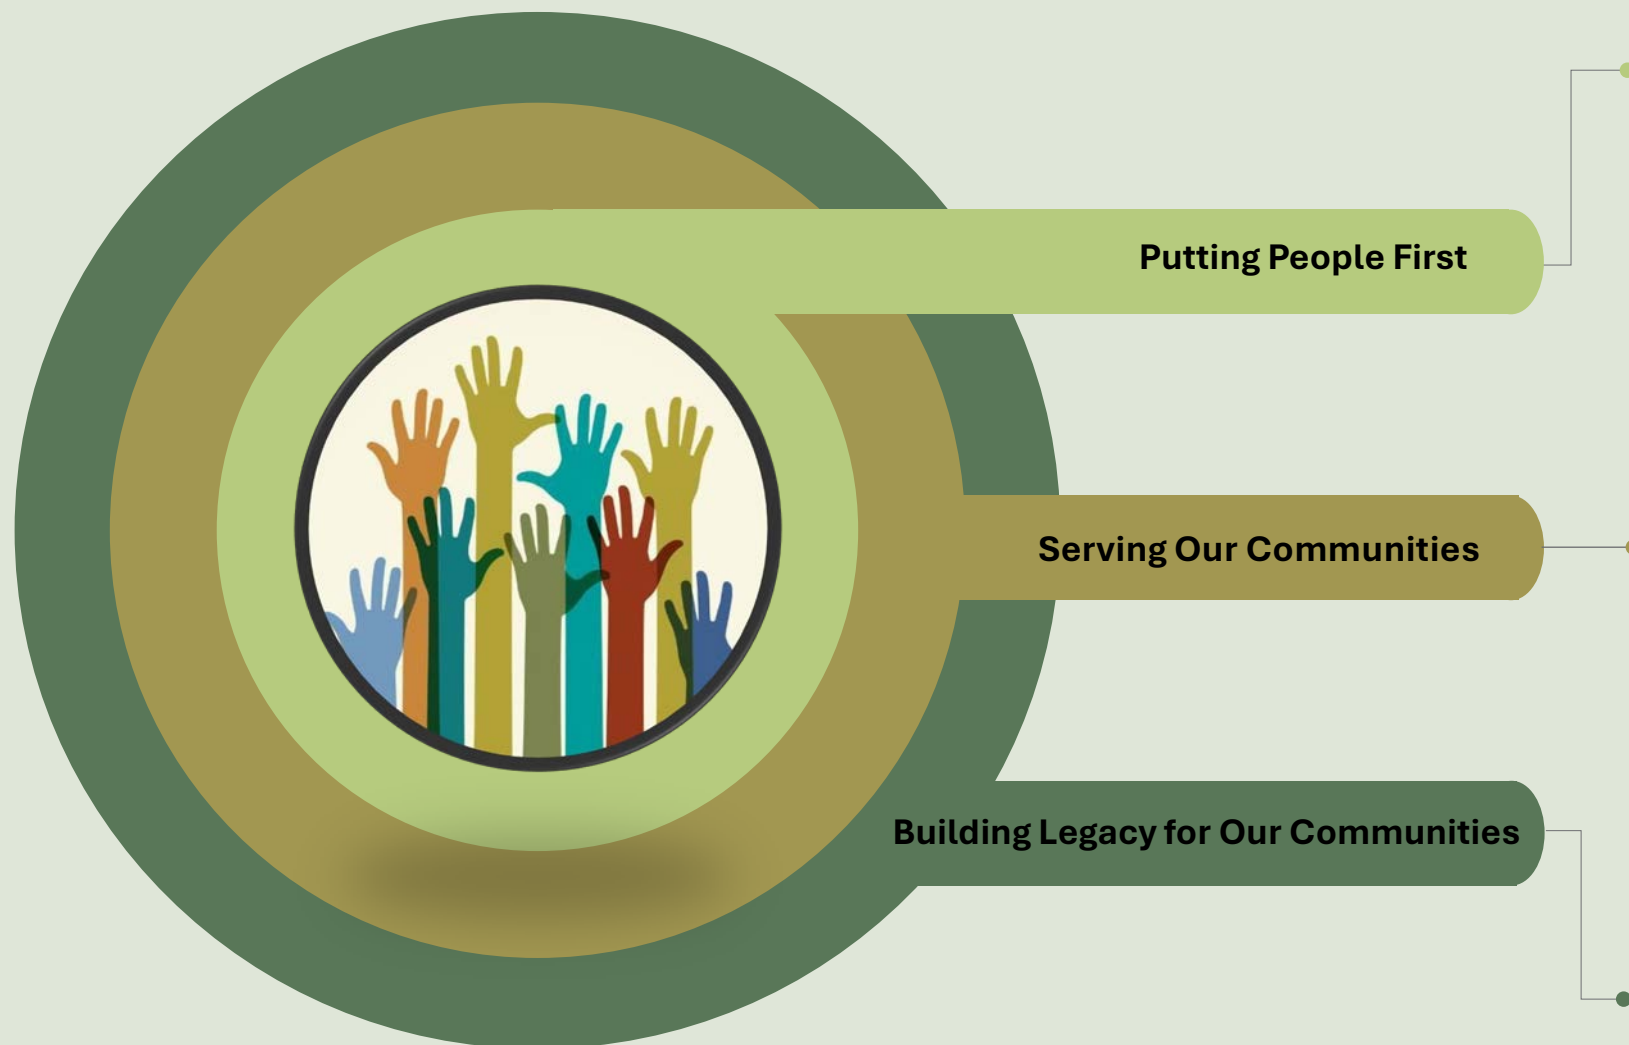 Putting People First
Serving Our Communities
Building Legacy for Our Communities